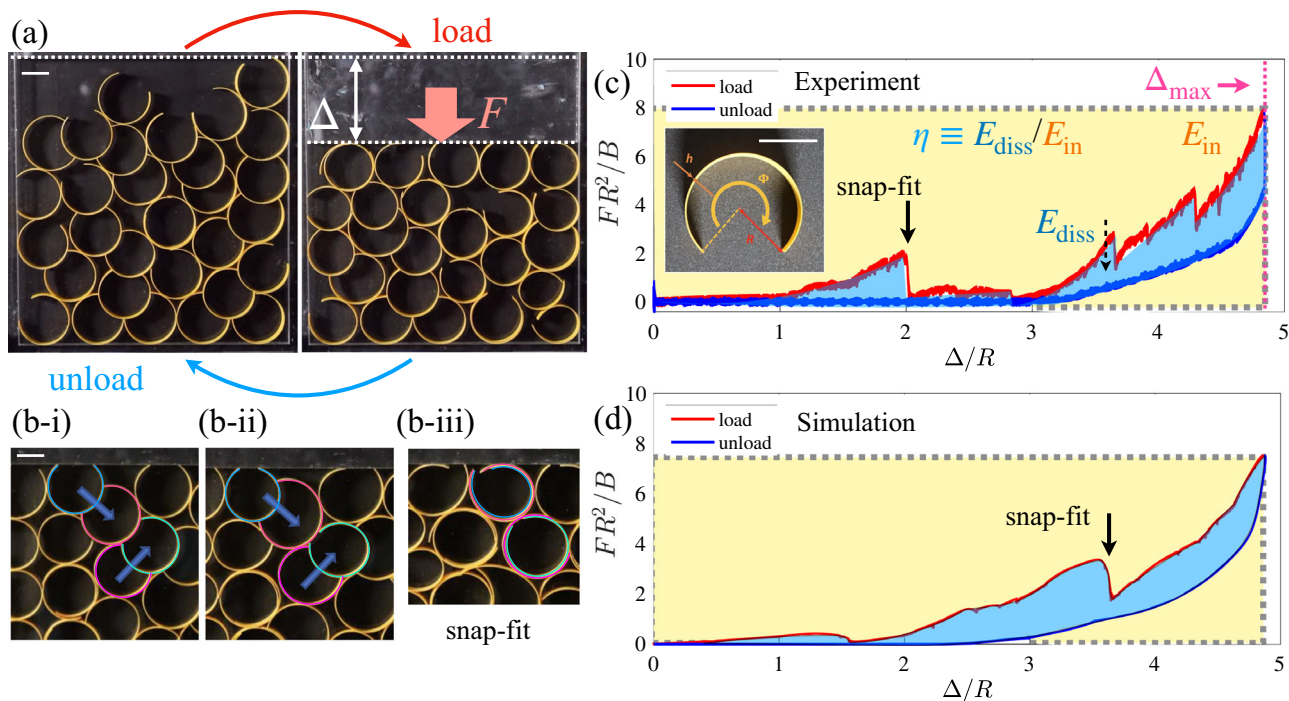 (a)
load
Δ
F
unload
(b-i)
(b-ii)
(b-iii)
snap-fit
(c)
load
unload
Experiment
Δmax
η ≡ Ediss/Ein
Ein
h
Φ
R
snap-fit
Ediss
FR²/B
10
8
6
4
2
0
0 1 2 3 4 5
Δ/R
(d)
load
unload
Simulation
snap-fit
FR²/B
10
8
6
4
2
0
0 1 2 3 4 5
Δ/R